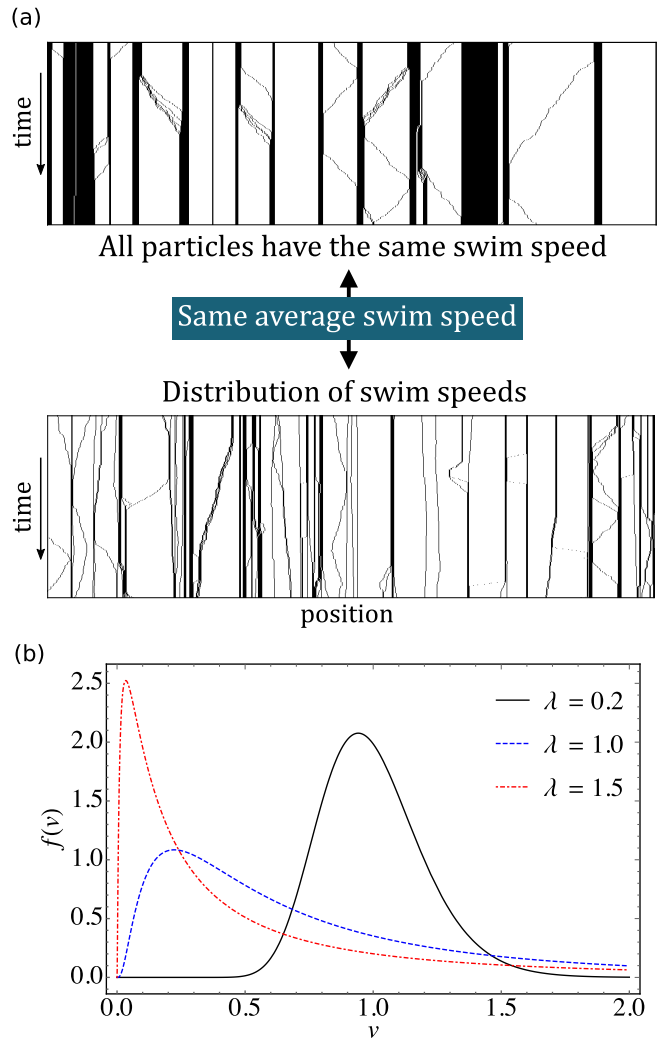 (a)
time
All particles have the same swim speed
Same average swim speed
Distribution of swim speeds
time
position
(b)
2.5
2.0
1.5
1.0
0.5
0.0
f(v)
λ = 0.2
λ = 1.0
λ = 1.5
0.0 0.5 1.0 1.5 2.0
v